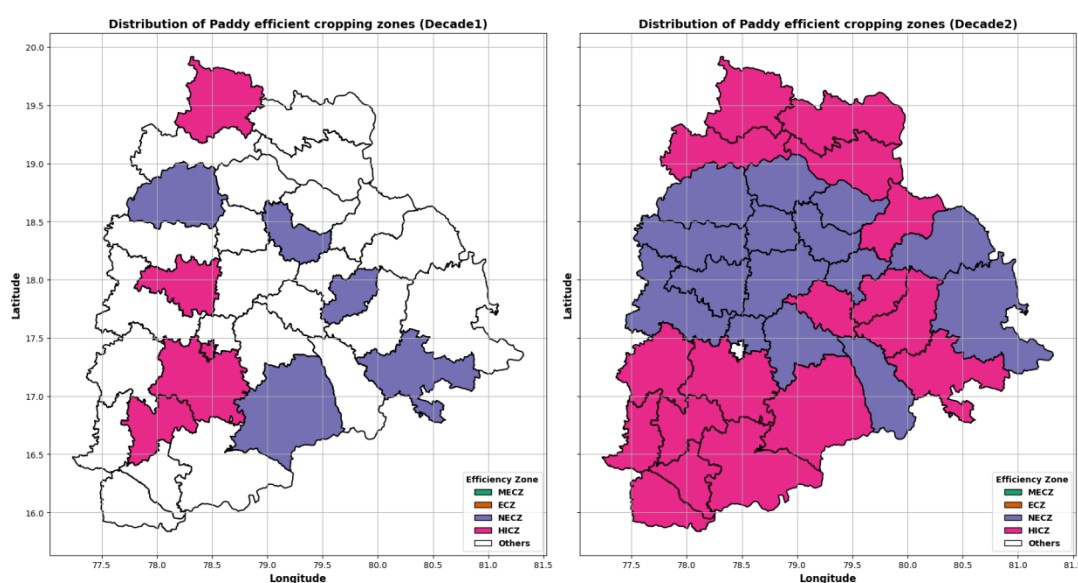 Distribution of Paddy efficient cropping zones (Decade1)
20.0
19.5
19.0
18.5
18.0
17.5
17.0
16.5
16.0
Latitude
77.5 78.0 78.5 79.0 79.5 80.0 80.5 81.0 81.5
Longitude
Efficiency Zone
MECZ
ECZ
NECZ
HICZ
Others
Distribution of Paddy efficient cropping zones (Decade2)
Latitude
77.5 78.0 78.5 79.0 79.5 80.0 80.5 81.0 81.
Longitude
Efficiency Zone
MECZ
ECZ
NECZ
HICZ
Others